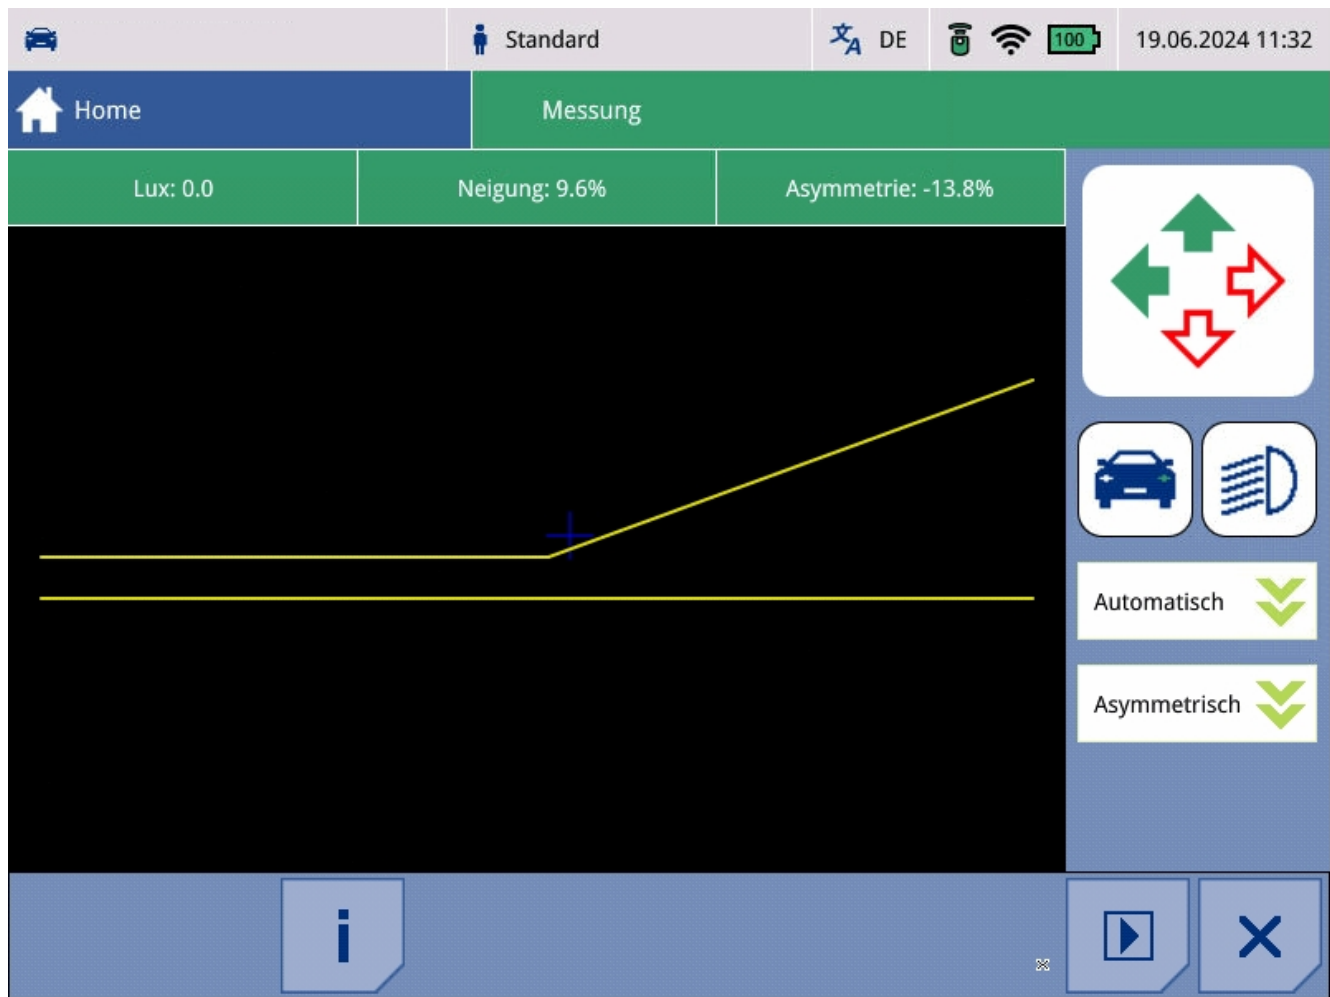 Standard
DE
100
19.06.2024 11:32
Home
Messung
Lux: 0.0
Neigung: 9.6%
Asymmetrie: -13.8%
Automatisch
Asymmetrisch
i